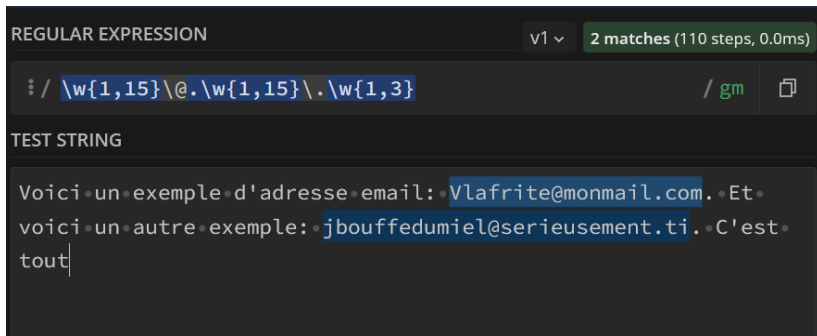 REGULAR EXPRESSION v1 2 matches (110 steps, 0.0ms)
/ \w{1,15}\@.\w{1,15}\.\w{1,3} / gm
TEST STRING
Voici·un·exemple·d'adresse·email:·Vlafrite@monmail.com.·Et·
voici·un·autre·exemple:·jbouffedumiel@serieusement.ti.·C'est·
tout